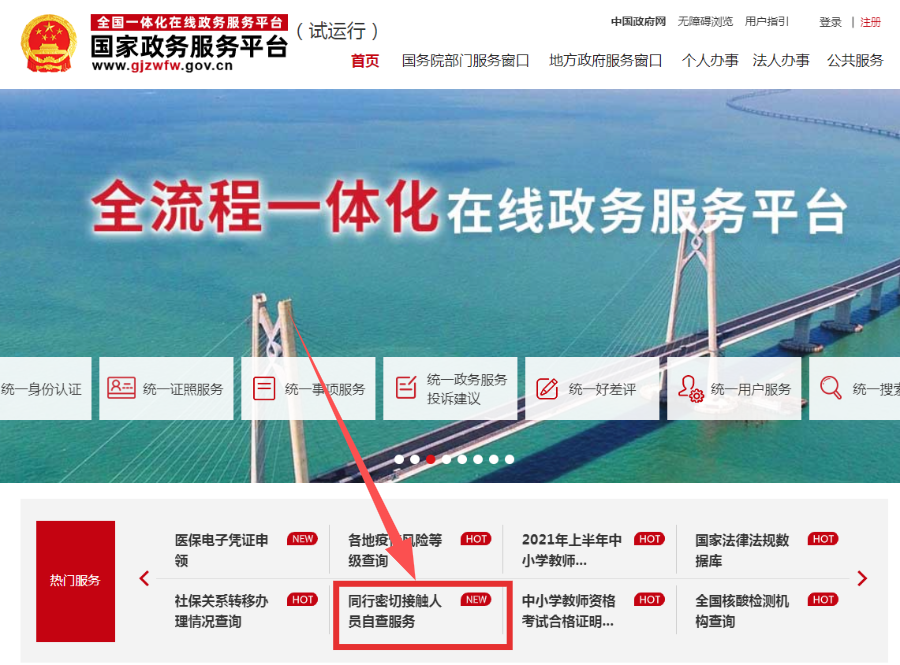 全国一体化在线政务服务平台
国家政务服务平台
(试运行)
www.gjzwfw.gov.cn
中国政府网 无障碍浏览 用户指引 登录 | 注册
首页 国务院部门服务窗口 地方政府服务窗口 个人办事 法人办事 公共服务
全流程一体化在线政务服务平台
统一身份认证
统一证照服务
统一事项服务
统一政务服务
投诉建议
统一好差评
统一用户服务
统一搜索
热门服务
医保电子凭证申 NEW
领
各地疫情风险等 HOT
级查询
2021年上半年中 HOT
小学教师...
国家法律法规数 HOT
据库
社保关系转移办 HOT
理情况查询
同行密切接触人 NEW
员自查服务
中小学教师资格 HOT
考试合格证明...
全国核酸检测机 HOT
构查询